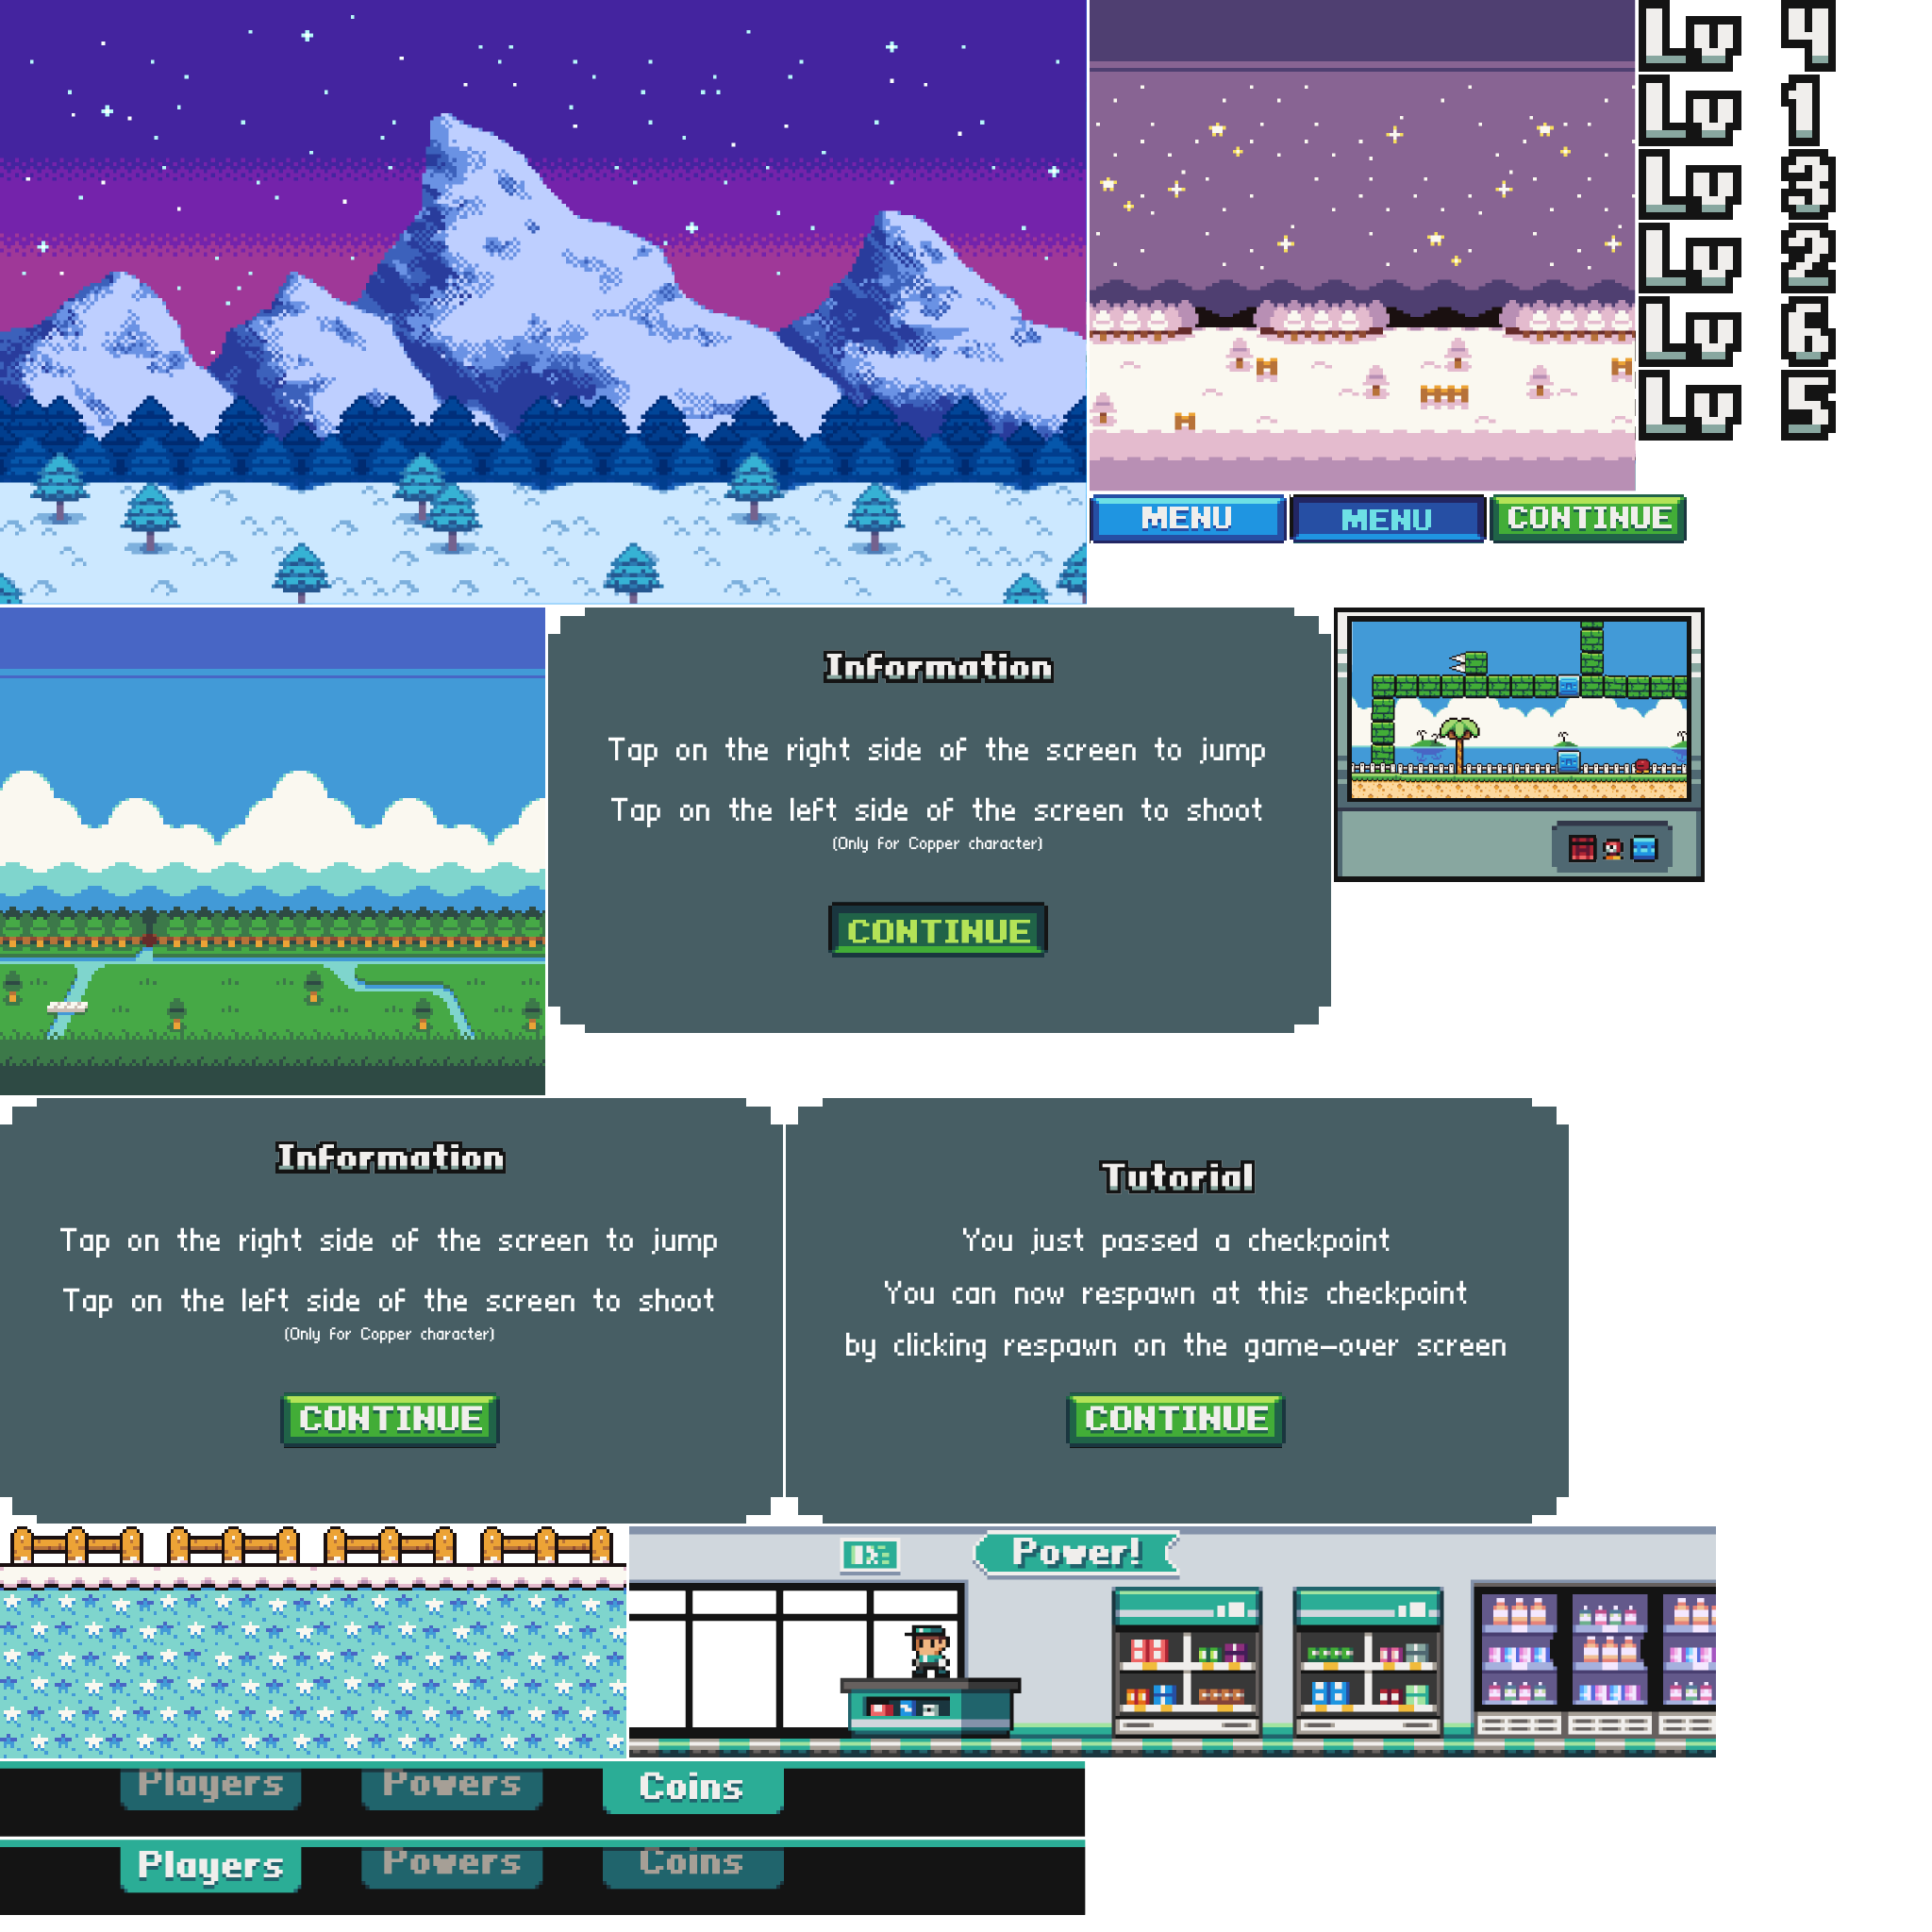 Lv 4
Lv 1
Lv 3
Lv 2
Lv 6
Lv 5
MENU
MENU
CONTINUE
Information
Tap on the right side of the screen to jump
Tap on the left side of the screen to shoot
(Only for Copper character)
CONTINUE
Information
Tap on the right side of the screen to jump
Tap on the left side of the screen to shoot
(Only for Copper character)
CONTINUE
Tutorial
You just passed a checkpoint
You can now respawn at this checkpoint
by clicking respawn on the game-over screen
CONTINUE
Power!
Players Powers Coins
Players Powers Coins